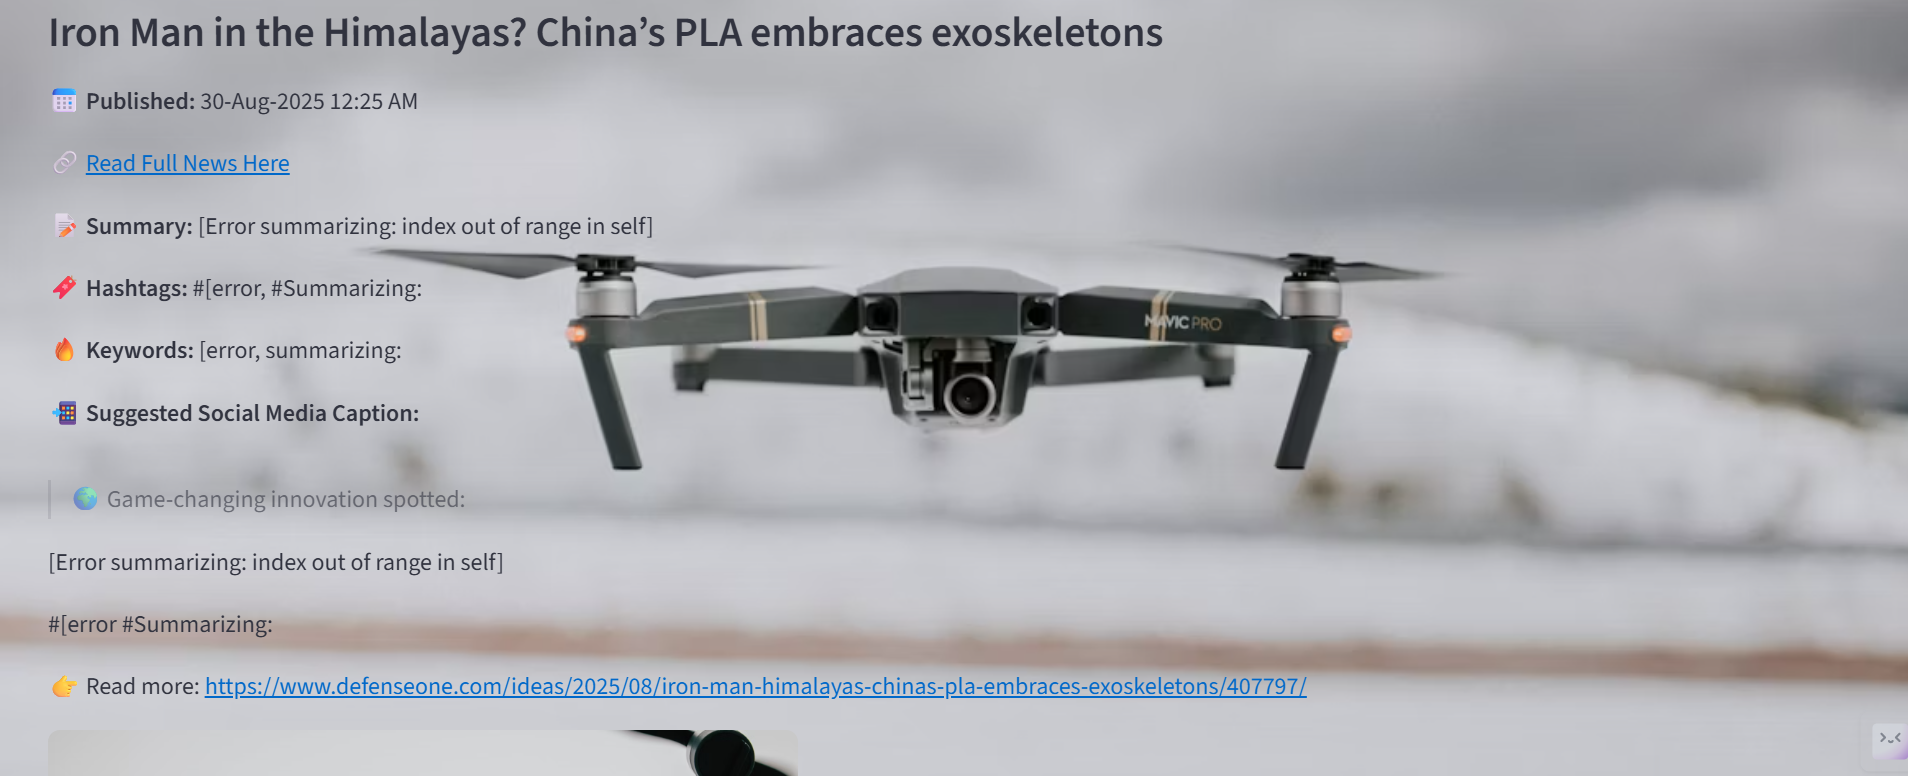 Iron Man in the Himalayas? China’s PLA embraces exoskeletons
Published: 30-Aug-2025 12:25 AM
Read Full News Here
Summary: [Error summarizing: index out of range in self]
Hashtags: #[error, #Summarizing:
MAVIC PRO
Keywords: [error, summarizing:
Suggested Social Media Caption:
Game-changing innovation spotted:
[Error summarizing: index out of range in self]
#[error #Summarizing:
Read more: https://www.defenseone.com/ideas/2025/08/iron-man-himalayas-chinas-pla-embraces-exoskeletons/407797/